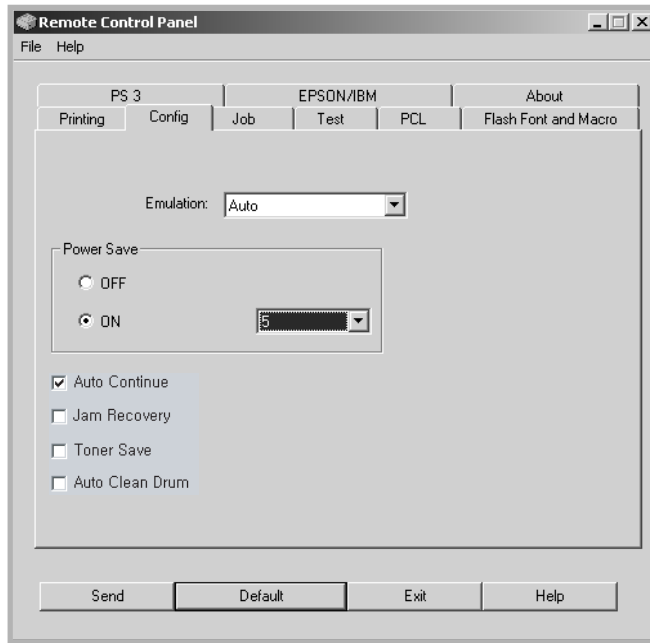 Remote Control Panel
File Help
PS 3 EPSON/IBM About
Printing Config Job Test PCL Flash Font and Macro
Emulation: Auto
Power Save
OFF
ON 5
Auto Continue
Jam Recovery
Toner Save
Auto Clean Drum
Send Default Exit Help